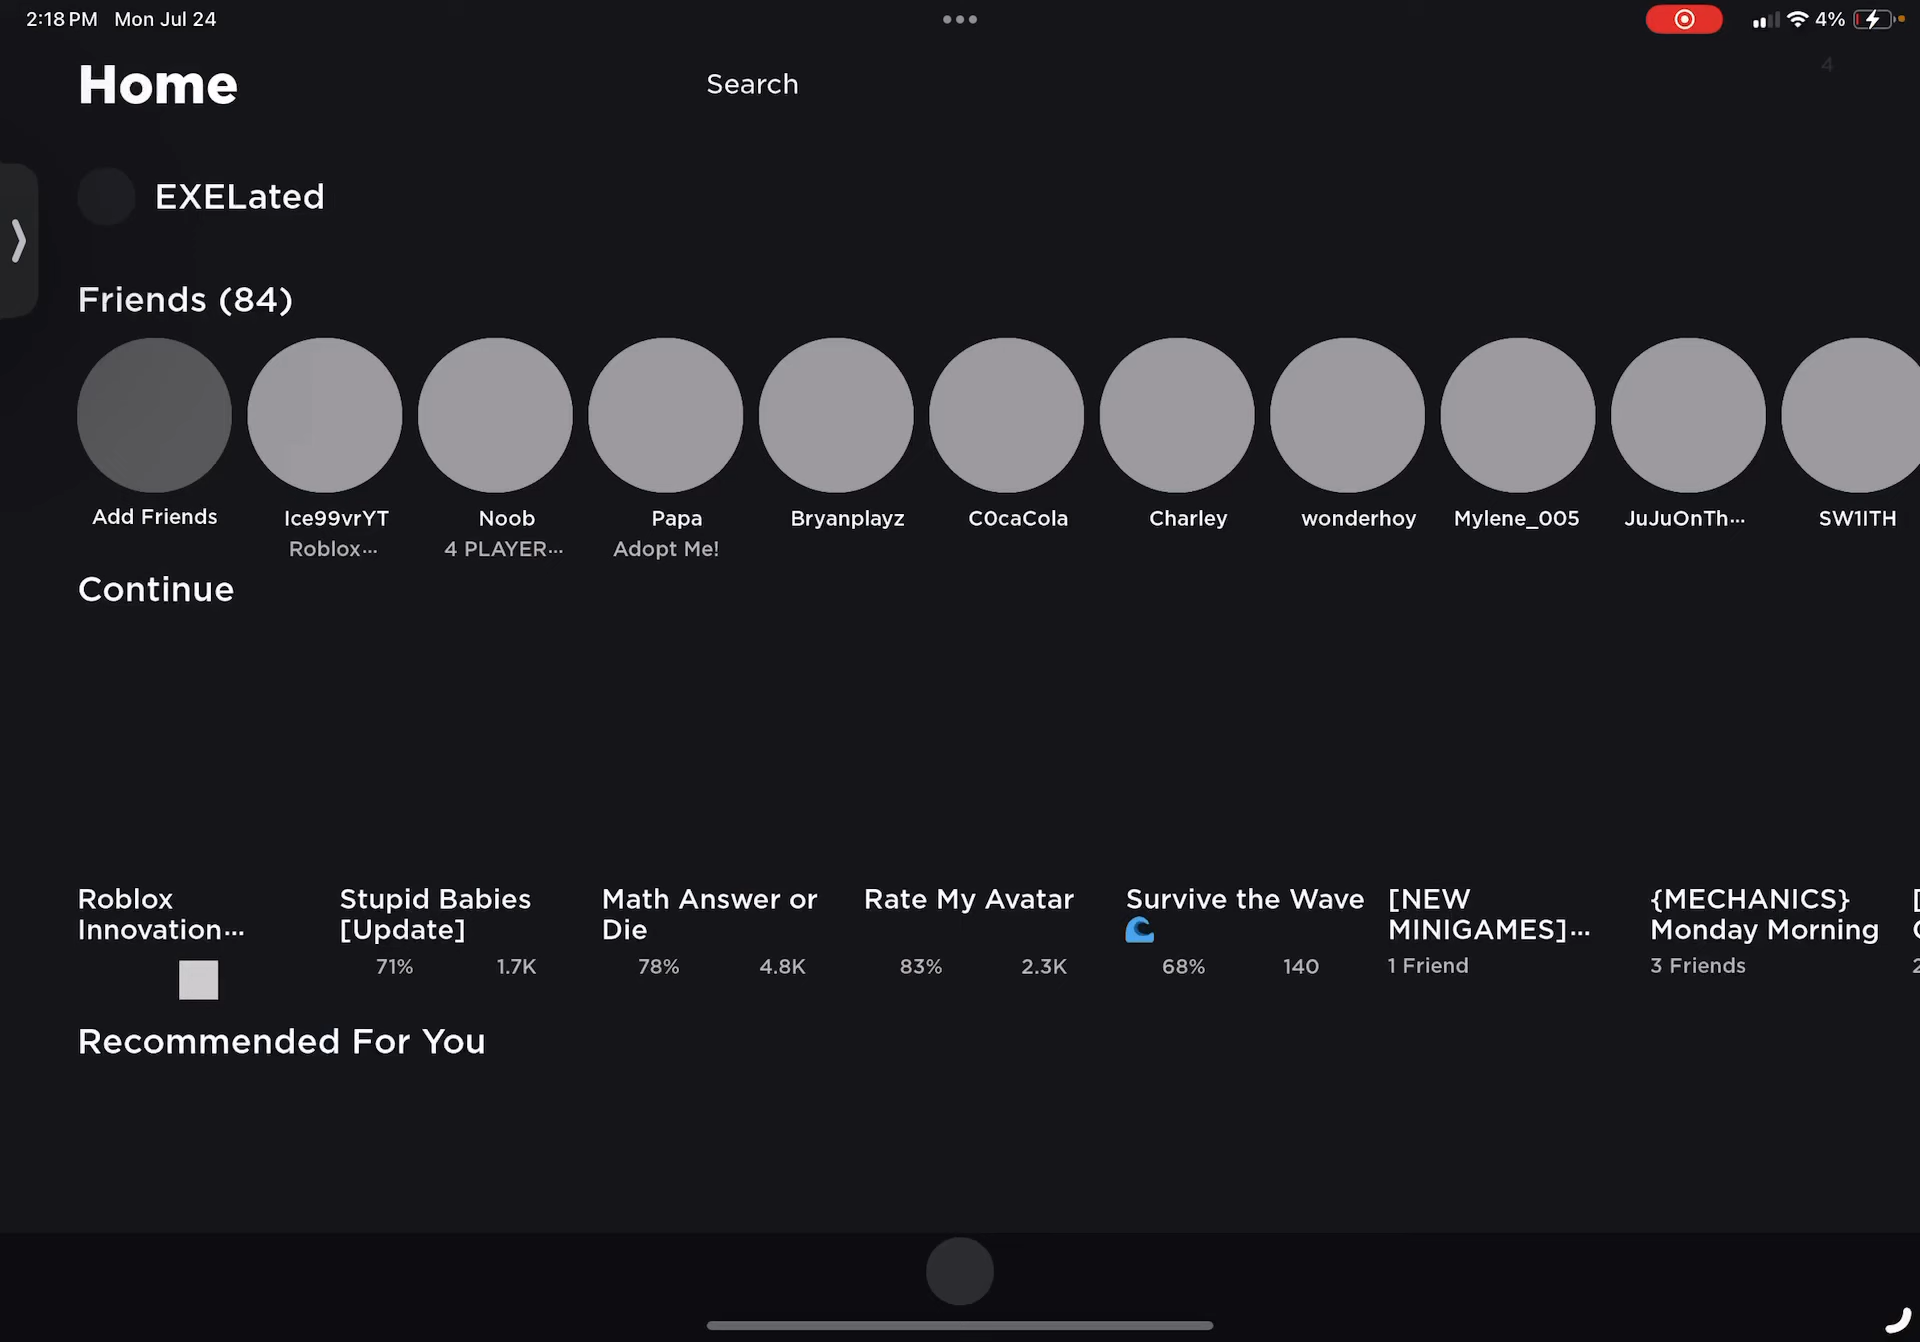 2:18 PM Mon Jul 24
4%
4
Home
Search
EXELated
Friends (84)
Add Friends
Ice99vrYT
Noob
Papa
Bryanplayz
C0caCola
Charley
wonderhoy
Mylene_005
JuJuOnTh...
SW1ITH
Roblox...
4 PLAYER...
Adopt Me!
Continue
Roblox Innovation...
Stupid Babies [Update]
71% 1.7K
Math Answer or Die
78% 4.8K
Rate My Avatar
83% 2.3K
Survive the Wave 🌊
68% 140
[NEW MINIGAMES]...
1 Friend
{MECHANICS} Monday Morning
3 Friends
Recommended For You